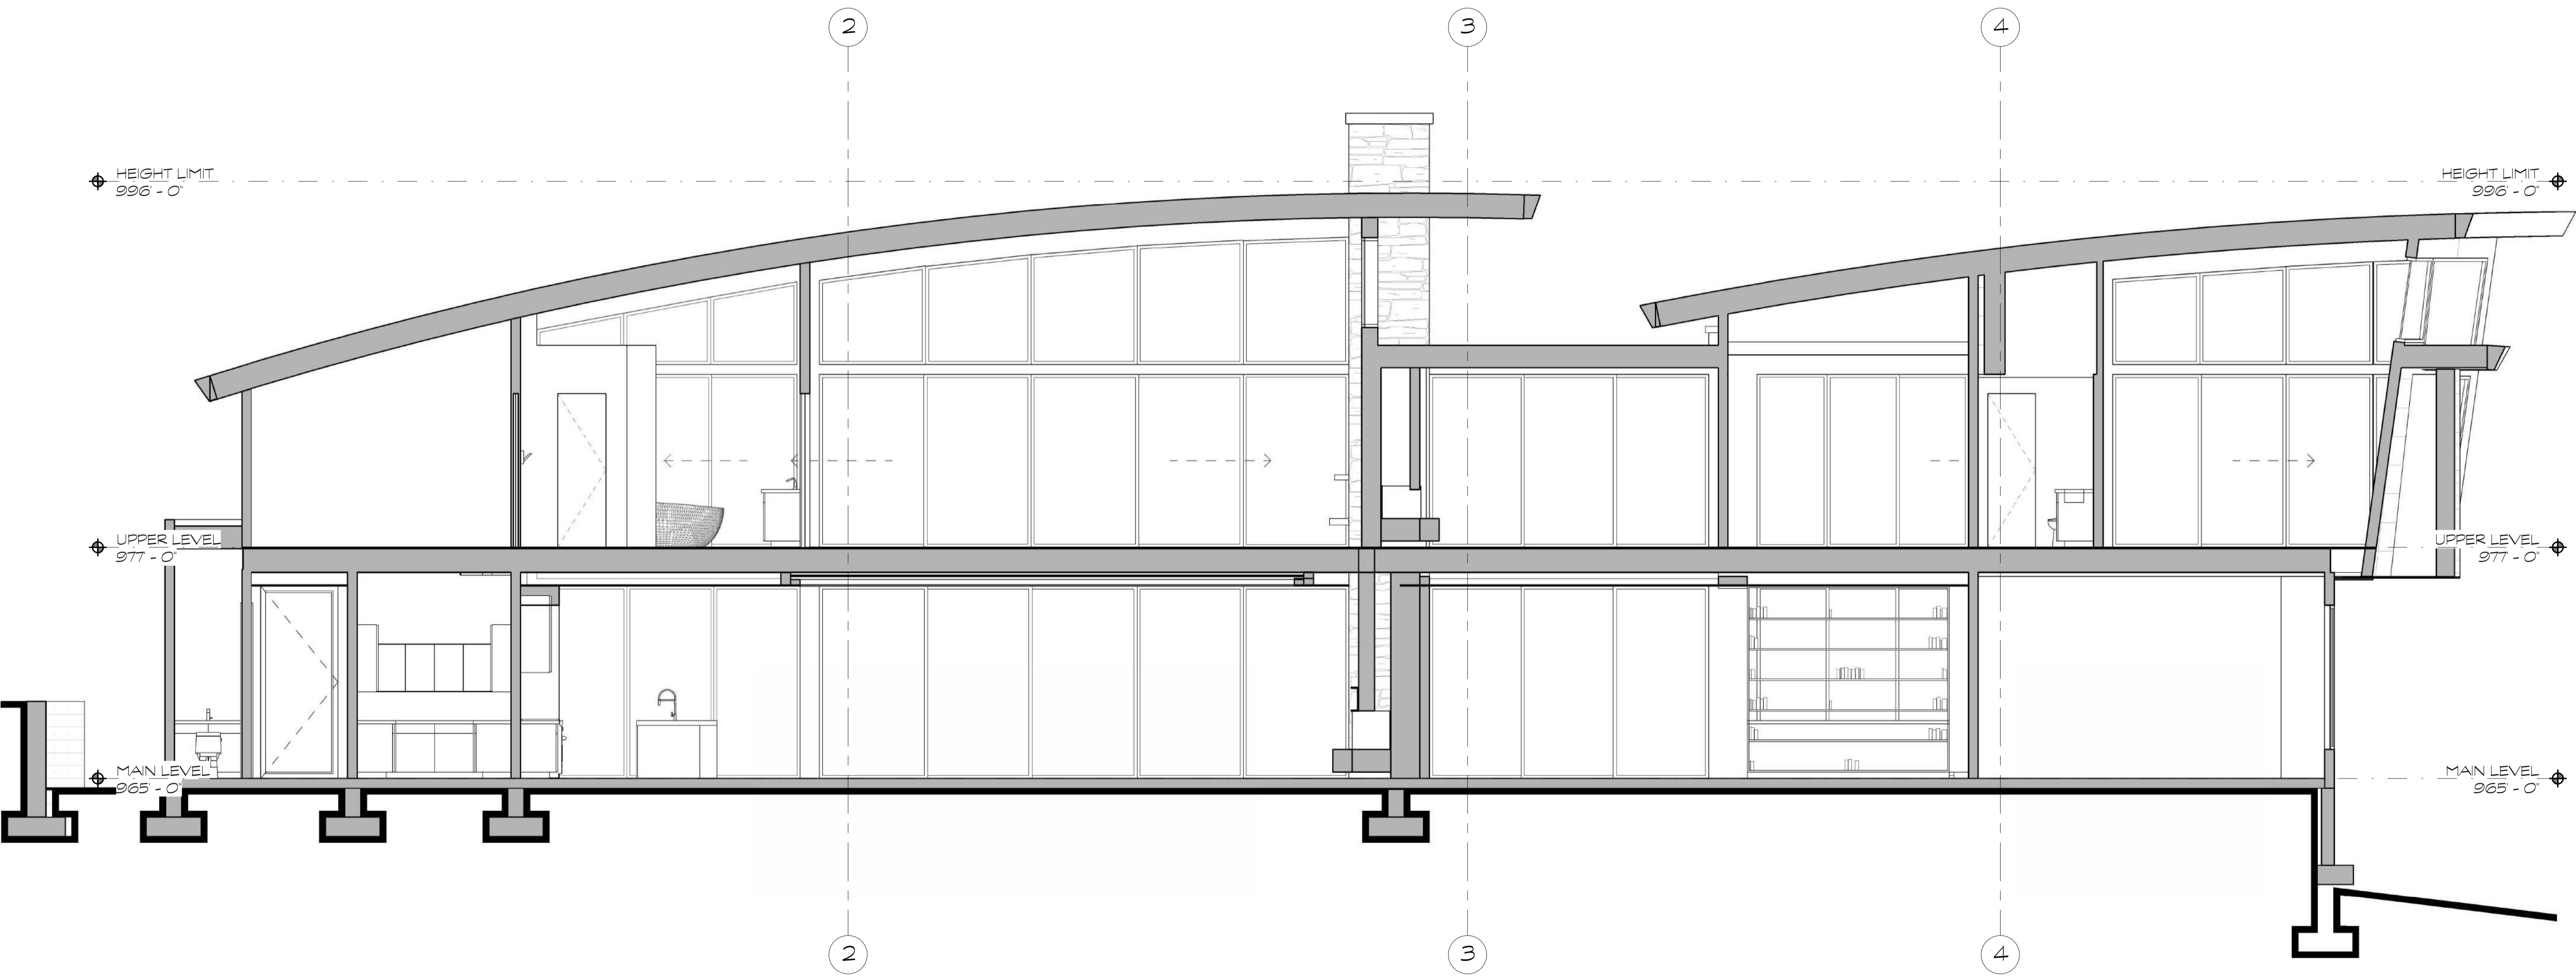 2
3
4
HEIGHT LIMIT
996' - 0"
HEIGHT LIMIT
996' - 0"
UPPER LEVEL
977' - 0"
UPPER LEVEL
977' - 0"
MAIN LEVEL
965' - 0"
MAIN LEVEL
965' - 0"
2
3
4